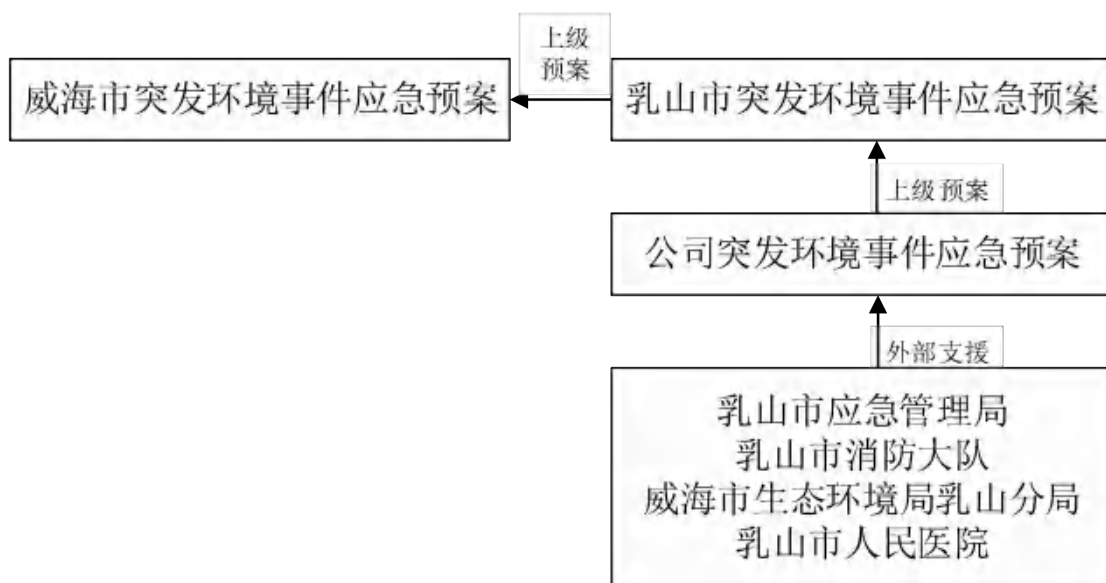 上级
预案
威海市突发环境事件应急预案
乳山市突发环境事件应急预案
上级预案
公司突发环境事件应急预案
外部支援
乳山市应急管理局
乳山市消防大队
威海市生态环境局乳山分局
乳山市人民医院